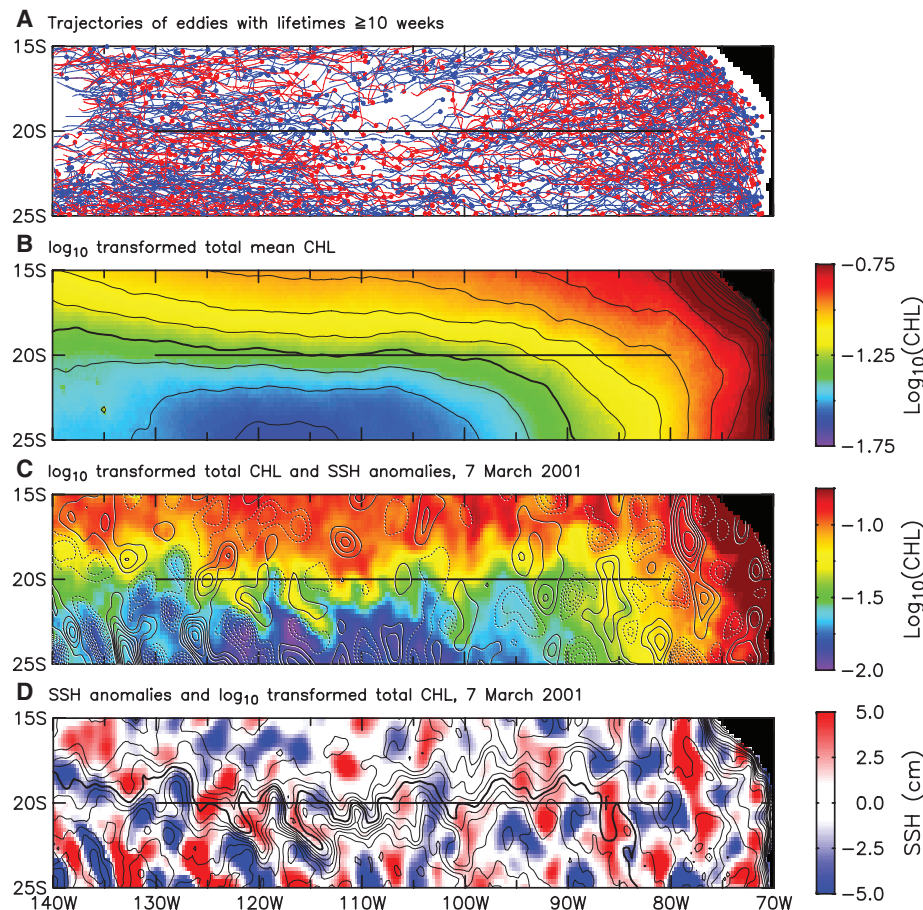 A Trajectories of eddies with lifetimes ≧10 weeks
15S
20S
25S
B log₁₀ transformed total mean CHL
15S
20S
25S
−0.75
−1.25
−1.75
Log₁₀(CHL)
C log₁₀ transformed total CHL and SSH anomalies, 7 March 2001
15S
20S
25S
−1.0
−1.5
−2.0
Log₁₀(CHL)
D SSH anomalies and log₁₀ transformed total CHL, 7 March 2001
15S
20S
25S
140W 130W 120W 110W 100W 90W 80W 70W
5.0
2.5
0.0
−2.5
−5.0
SSH (cm)